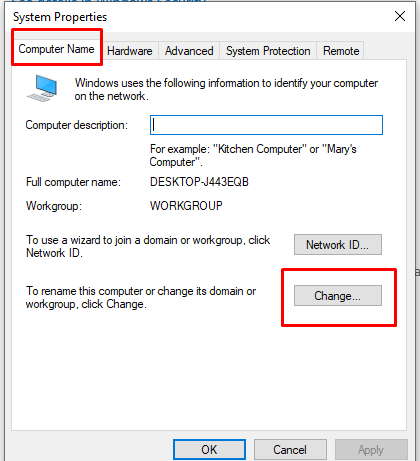 System Properties
Computer Name Hardware Advanced System Protection Remote
Windows uses the following information to identify your computer
on the network.
Computer description:
For example: "Kitchen Computer" or "Mary's
Computer".
Full computer name: DESKTOP-J443EQB
Workgroup: WORKGROUP
To use a wizard to join a domain or workgroup, click
Network ID.
Network ID...
To rename this computer or change its domain or
workgroup, click Change.
Change...
OK Cancel Apply